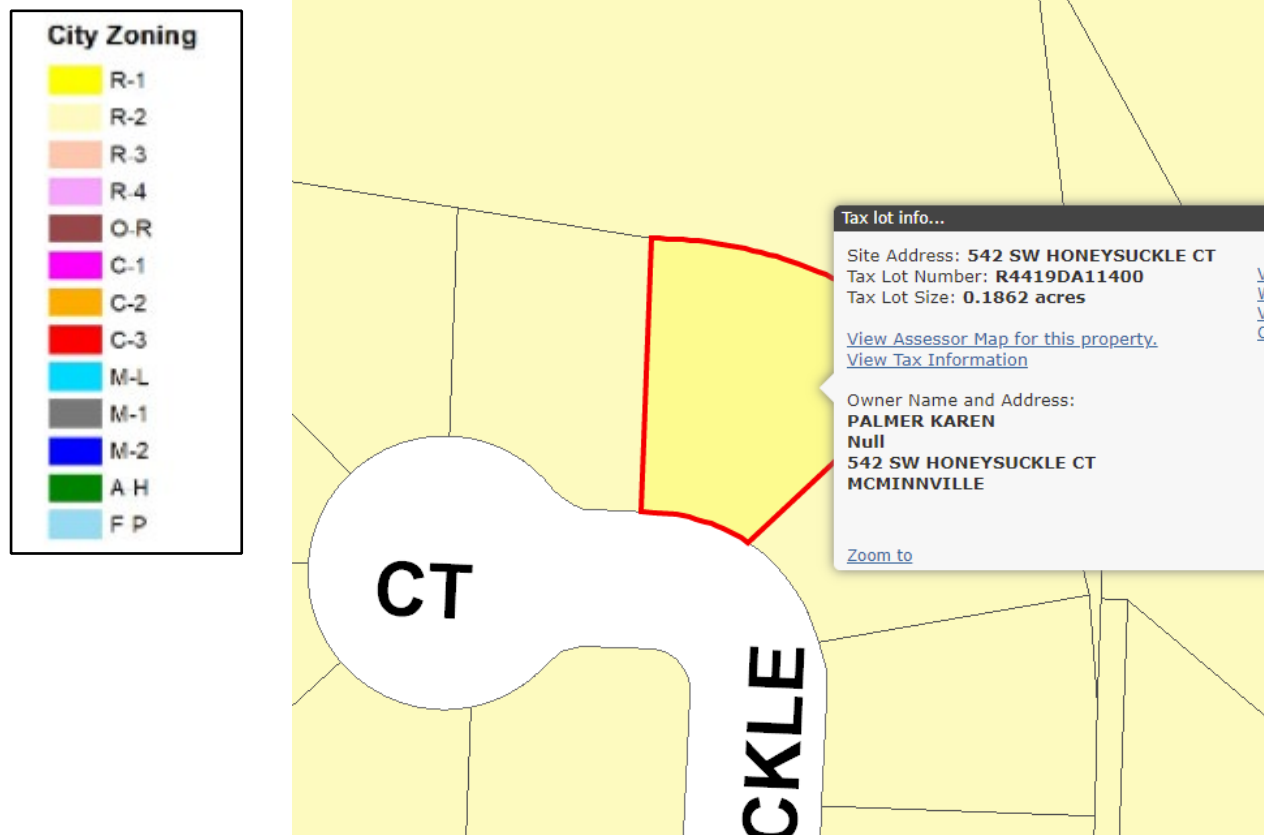 City Zoning
R-1
R-2
R-3
R-4
O-R
C-1
C-2
C-3
M-L
M-1
M-2
A H
F P
Tax lot info...
Site Address: 542 SW HONEYSUCKLE CT
Tax Lot Number: R4419DA11400
Tax Lot Size: 0.1862 acres
View Assessor Map for this property.
View Tax Information
Owner Name and Address:
PALMER KAREN
Null
542 SW HONEYSUCKLE CT
MCMINNVILLE
Zoom to
V
W
V
CT
CKLE